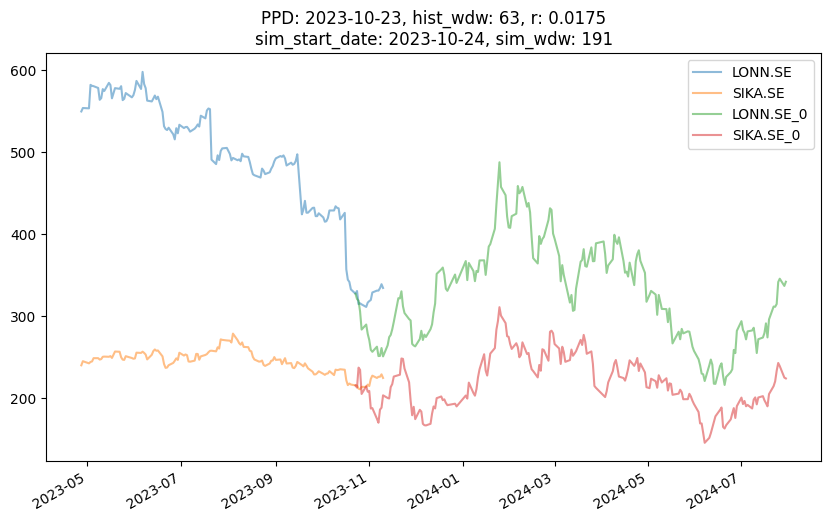 PPD: 2023-10-23, hist_wdw: 63, r: 0.0175
sim_start_date: 2023-10-24, sim_wdw: 191
LONN.SE
SIKA.SE
LONN.SE_0
SIKA.SE_0
600
500
400
300
200
2023-05
2023-07
2023-09
2023-11
2024-01
2024-03
2024-05
2024-07